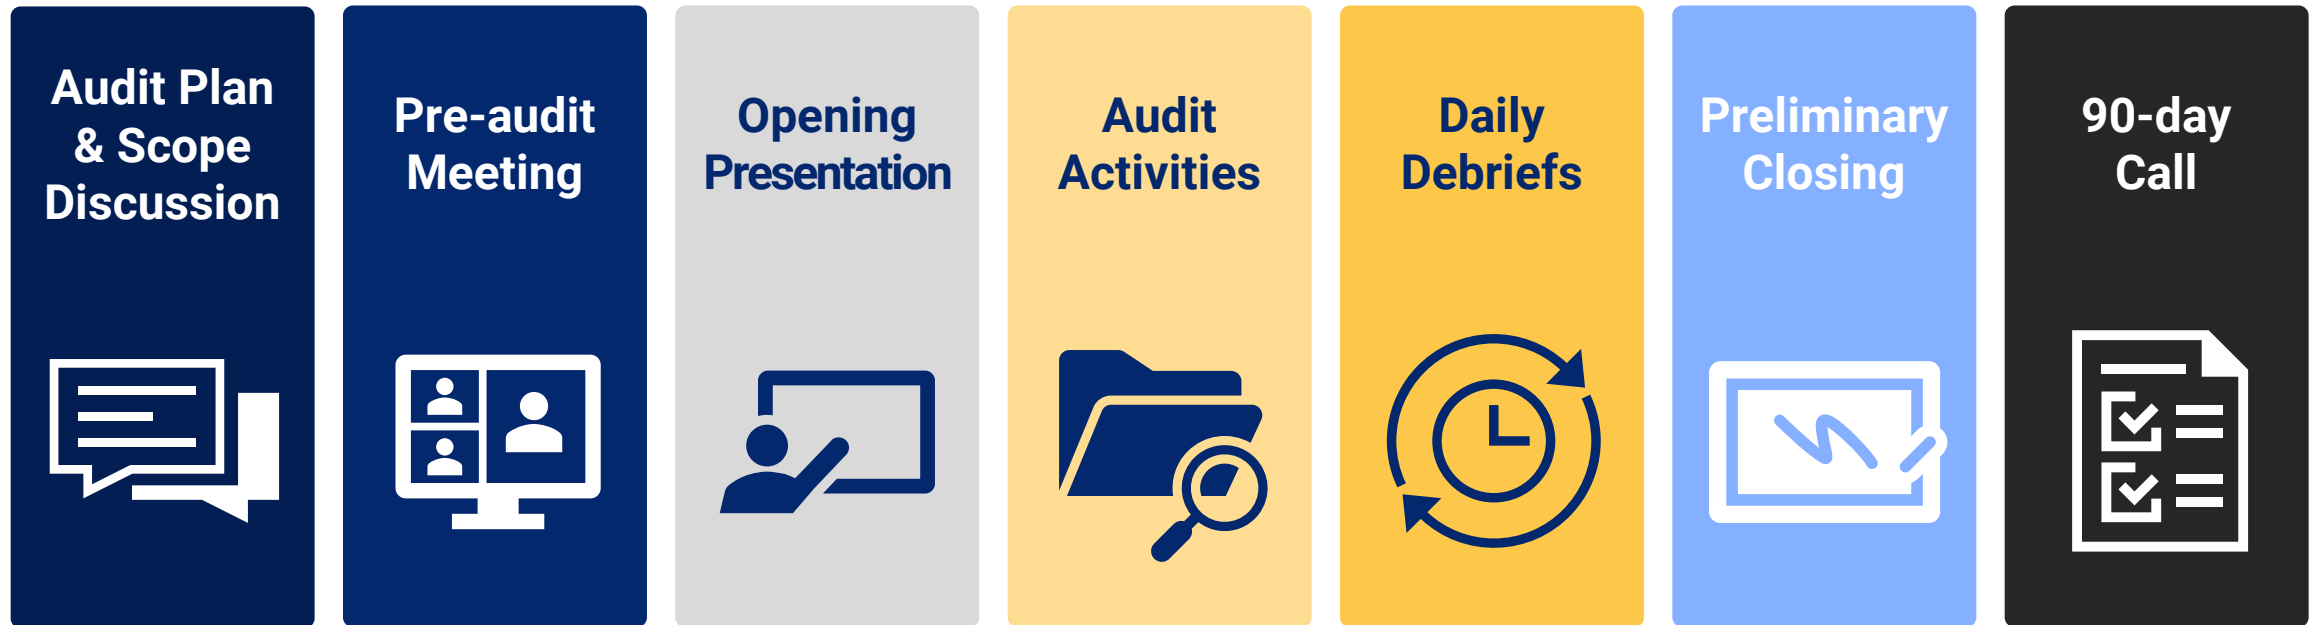 Audit Plan
& Scope
Discussion
Pre-audit
Meeting
Opening
Presentation
Audit
Activities
Daily
Debriefs
Preliminary
Closing
90-day
Call